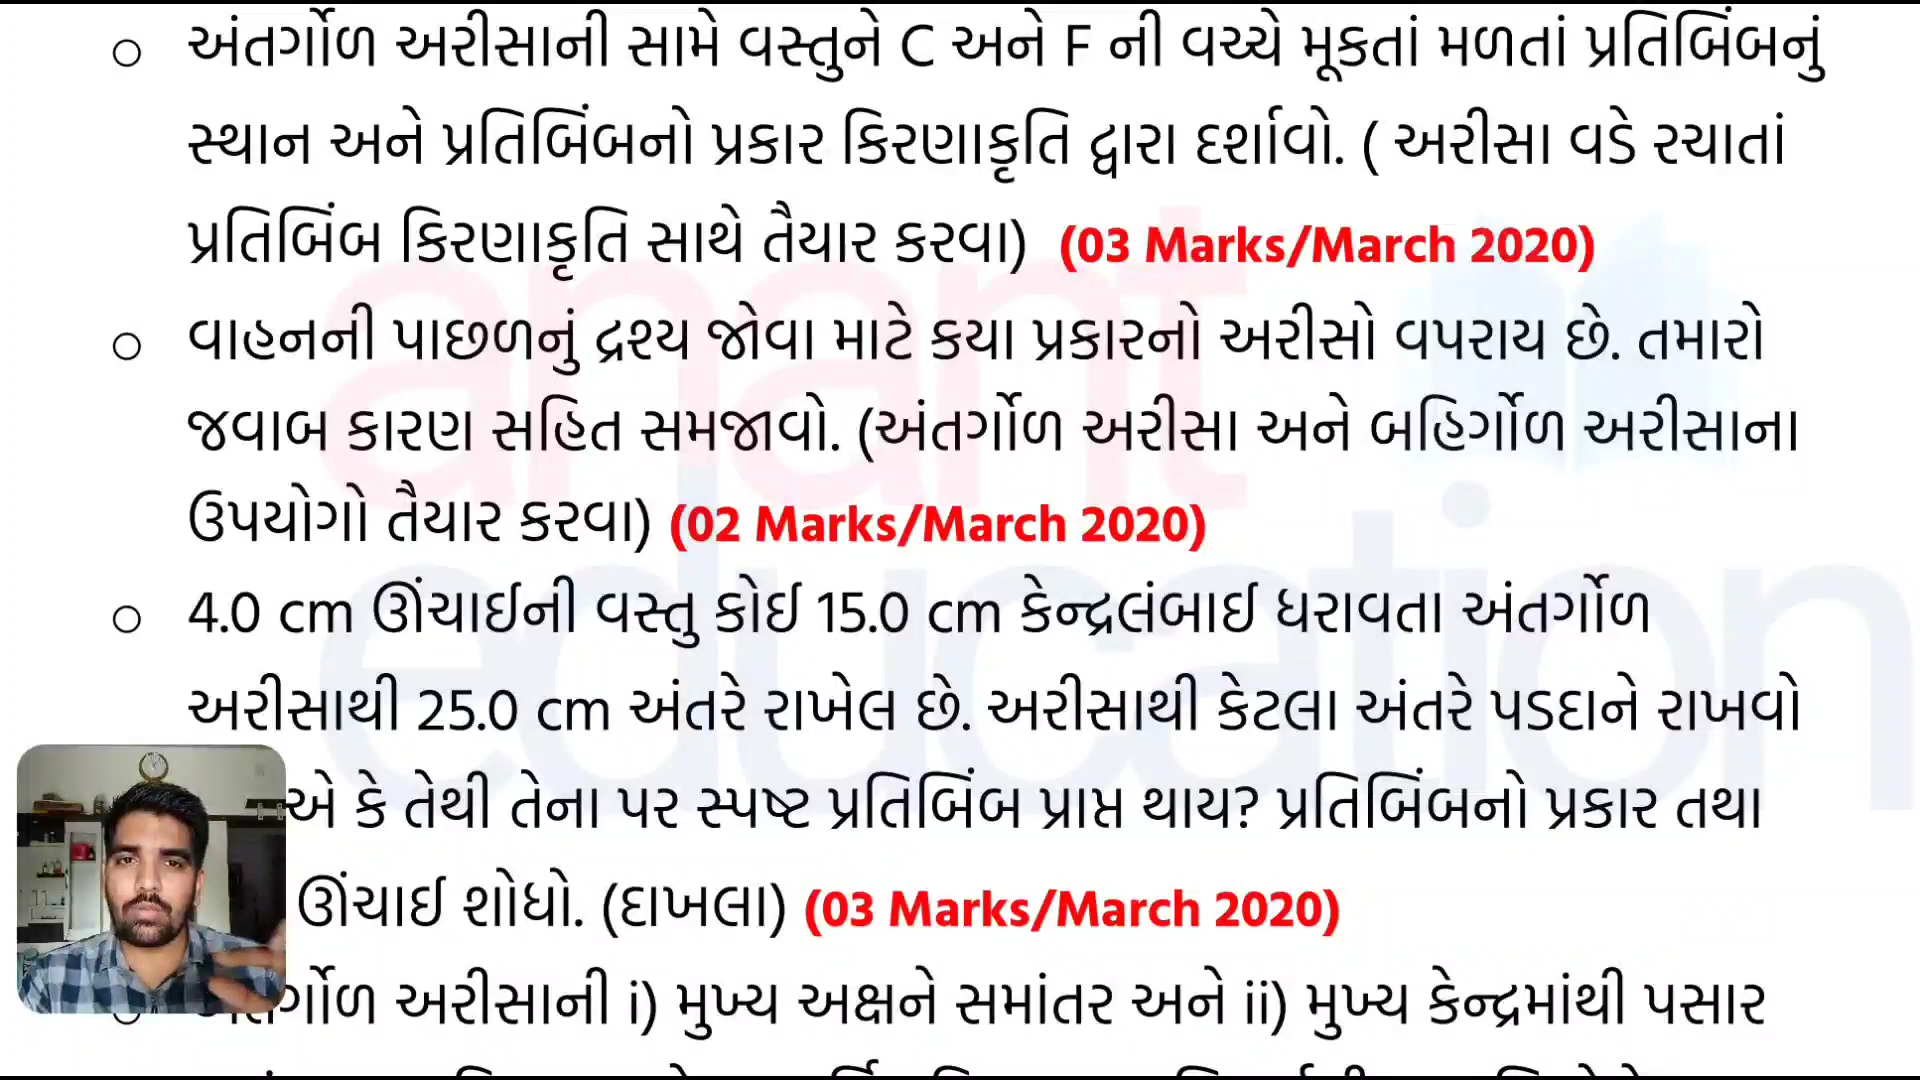 ○ અંતર્ગોળ અરીસાની સામે વસ્તુને C અને F ની વચ્ચે મૂકતાં મળતાં પ્રતિબિંબનું
સ્થાન અને પ્રતિબિંબનો પ્રકાર કિરણાકૃતિ દ્વારા દર્શાવો. ( અરીસા વડે રચાતાં
પ્રતિબિંબ કિરણાકૃતિ સાથે તૈયાર કરવા) (03 Marks/March 2020)
○ વાહનની પાછળનું દ્રશ્ય જોવા માટે કયા પ્રકારનો અરીસો વપરાય છે. તમારો
જવાબ કારણ સહિત સમજાવો. (અંતર્ગોળ અરીસા અને બહિર્ગોળ અરીસાના
ઉપયોગો તૈયાર કરવા) (02 Marks/March 2020)
○ 4.0 cm ઊંચાઈની વસ્તુ કોઈ 15.0 cm કેન્દ્રલંબાઈ ધરાવતા અંતર્ગોળ
અરીસાથી 25.0 cm અંતરે રાખેલ છે. અરીસાથી કેટલા અંતરે પડદાને રાખવો
એ કે તેથી તેના પર સ્પષ્ટ પ્રતિબિંબ પ્રાપ્ત થાય? પ્રતિબિંબનો પ્રકાર તથા
ઊંચાઈ શોધો. (દાખલા) (03 Marks/March 2020)
અરીસાની i) મુખ્ય અક્ષને સમાંતર અને ii) મુખ્ય કેન્દ્રમાંથી પસાર
anant
education